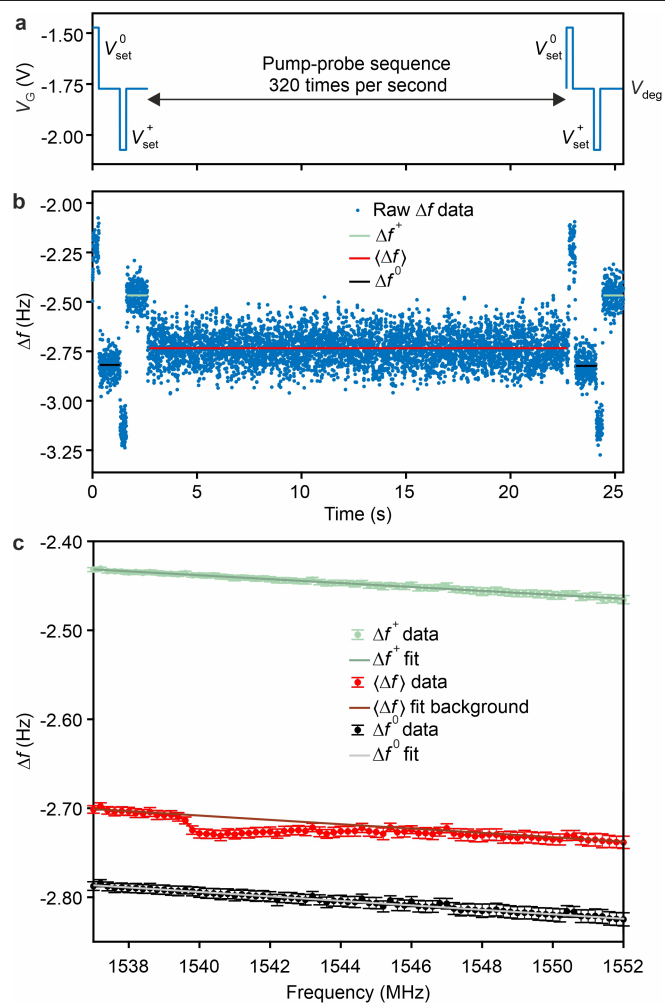 a
-1.50
-1.75
-2.00
V_G (V)
V_set^0
V_set^+
Pump-probe sequence
320 times per second
V_set^0
V_set^+
V_deg
b
-2.00
-2.25
-2.50
-2.75
-3.00
-3.25
Δf (Hz)
Raw Δf data
Δf^+
⟨Δf⟩
Δf^0
0 5 10 15 20 25
Time (s)
c
-2.40
-2.50
-2.60
-2.70
-2.80
Δf (Hz)
Δf^+ data
Δf^+ fit
⟨Δf⟩ data
⟨Δf⟩ fit background
Δf^0 data
Δf^0 fit
1538 1540 1542 1544 1546 1548 1550 1552
Frequency (MHz)